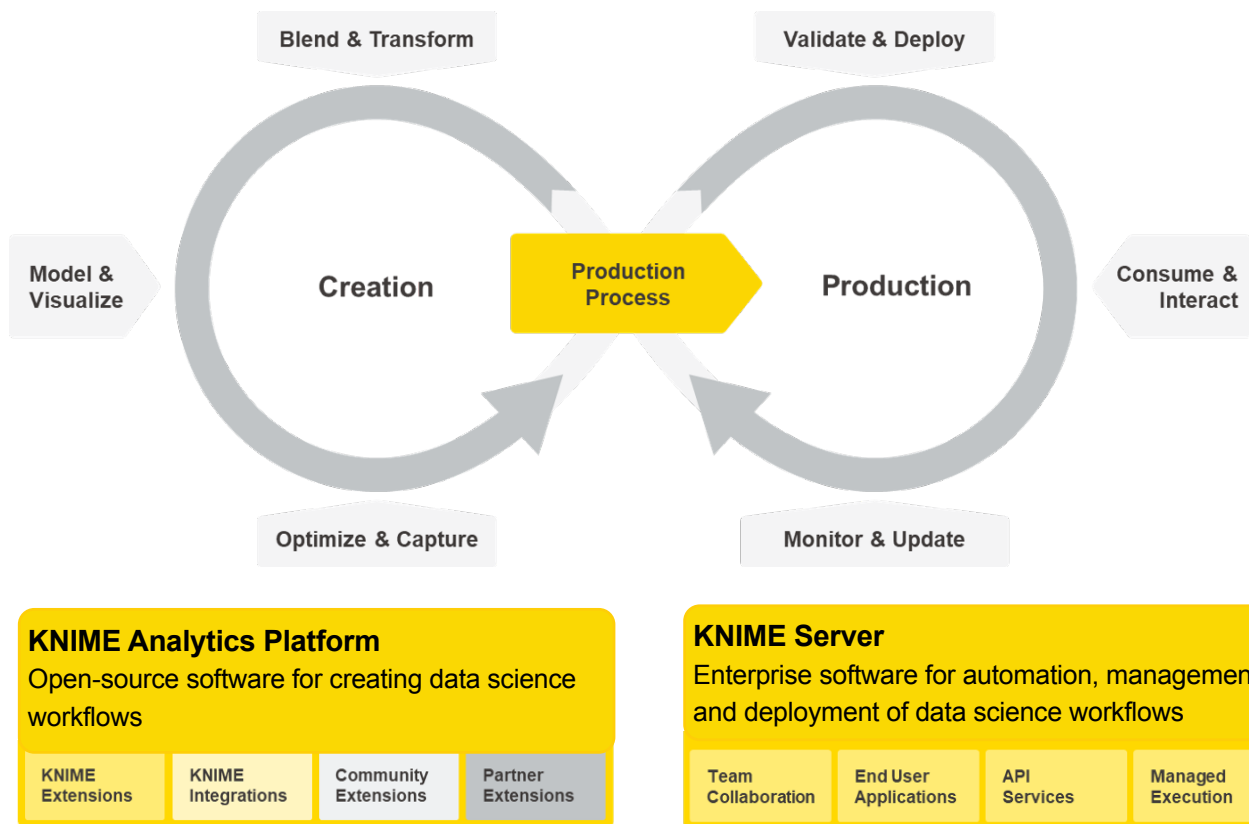 Blend & Transform
Validate & Deploy
Model &
Visualize
Creation
Production
Process
Production
Consume &
Interact
Optimize & Capture
Monitor & Update
KNIME Analytics Platform
Open-source software for creating data science
workflows
KNIME
Extensions
KNIME
Integrations
Community
Extensions
Partner
Extensions
KNIME Server
Enterprise software for automation, managemen
and deployment of data science workflows
Team
Collaboration
End User
Applications
API
Services
Managed
Execution